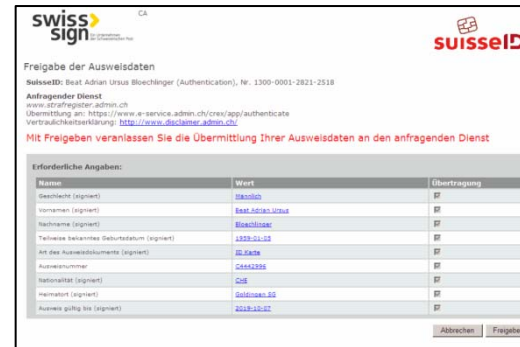 swiss sign
Ein Unternehmen der Schweizerischen Post
CA
suisseID
Freigabe der Ausweisdaten
SuisseID: Beat Adrian Ursus Bloechlinger (Authentication), Nr. 1300-0001-2821-2518
Anfragender Dienst
www.strafregister.admin.ch
Übermittlung an: https://www.e-service.admin.ch/crex/app/authenticate
Vertraulichkeitserklärung: http://www.disclaimer.admin.ch/
Mit Freigeben veranlassen Sie die Übermittlung Ihrer Ausweisdaten an den anfragenden Dienst
Erforderliche Angaben:
Name Wert Übertragung
Geschlecht (signiert) Männlich
Vornamen (signiert) Beat Adrian Ursus
Nachname (signiert) Bloechlinger
Teilweise bekanntes Geburtsdatum (signiert) 1959-01-05
Art des Ausweisdokuments (signiert) ID Karte
Ausweisnummer C4442996
Nationalität (signiert) CHE
Heimatort (signiert) Goldingen SG
Ausweis gültig bis (signiert) 2019-10-07
Abbrechen Freigebe